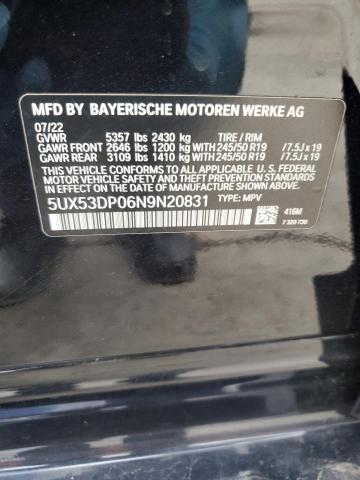 MFD BY BAYERISCHE MOTOREN WERKE AG
07/22
GVWR 5357 lbs 2430 kg TIRE / RIM
GAWR FRONT 2646 lbs 1200 kg WITH 245/50 R19 /7.5J x 19
GAWR REAR 3109 lbs 1410 kg WITH 245/50 R19 /7.5J x 19
THIS VEHICLE CONFORMS TO ALL APPLICABLE U.S. FEDERAL
MOTOR VEHICLE SAFETY STANDARDS IN EFFECT ON THE
DATE OF MANUFACTURE SHOWN ABOVE.
5UX53DP06N9N20831 TYPE: MPV
416M
7 320 730